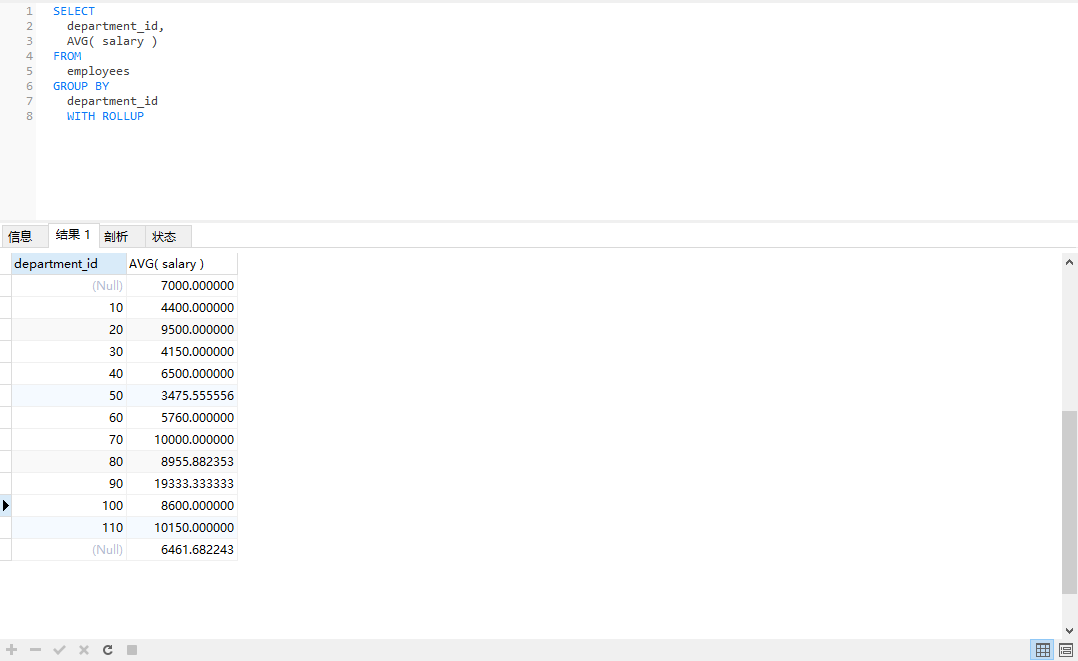 1 SELECT
2 department_id,
3 AVG( salary )
4 FROM
5 employees
6 GROUP BY
7 department_id
8 WITH ROLLUP
信息 结果 1 剖析 状态
department_id AVG( salary )
(Null) 7000.000000
10 4400.000000
20 9500.000000
30 4150.000000
40 6500.000000
50 3475.555556
60 5760.000000
70 10000.000000
80 8955.882353
90 19333.333333
100 8600.000000
110 10150.000000
(Null) 6461.682243